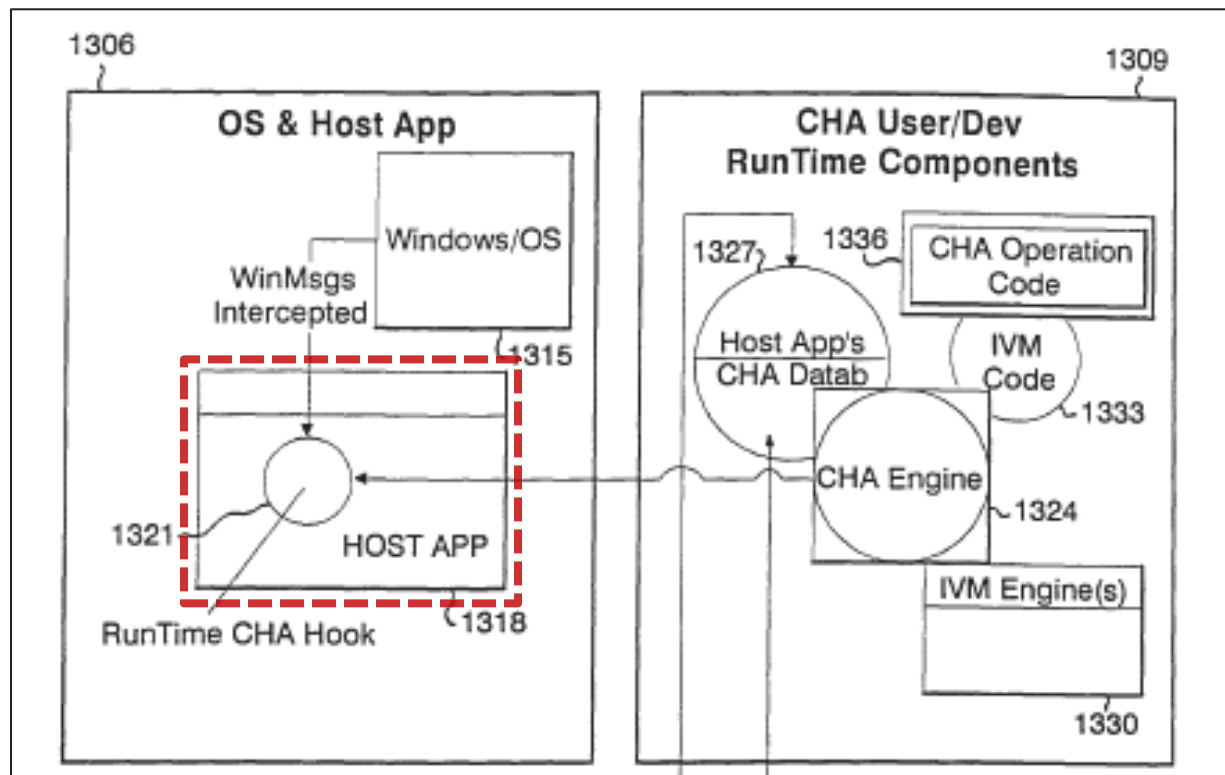 1306
OS & Host App
Windows/OS
WinMsgs
Intercepted
1315
1321
HOST APP
1318
RunTime CHA Hook
1309
CHA User/Dev
RunTime Components
1327
1336
CHA Operation
Code
Host App's
CHA Datab
IVM
Code
1333
CHA Engine
1324
IVM Engine(s)
1330